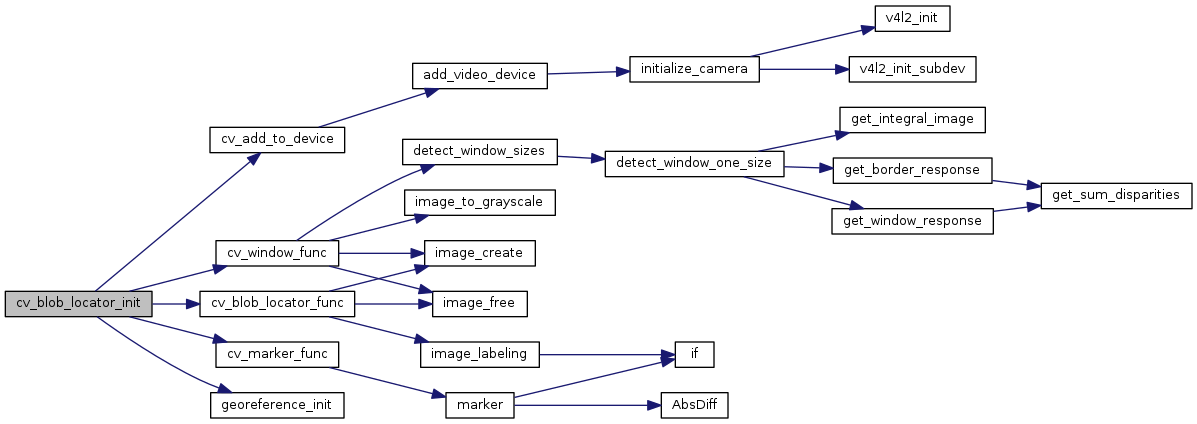 v4l2_init
add_video_device
initialize_camera
v4l2_init_subdev
get_integral_image
cv_add_to_device
detect_window_sizes
detect_window_one_size
get_border_response
image_to_grayscale
get_sum_disparities
get_window_response
cv_window_func
image_create
cv_blob_locator_init
cv_blob_locator_func
image_free
cv_marker_func
image_labeling
if
georeference_init
marker
AbsDiff